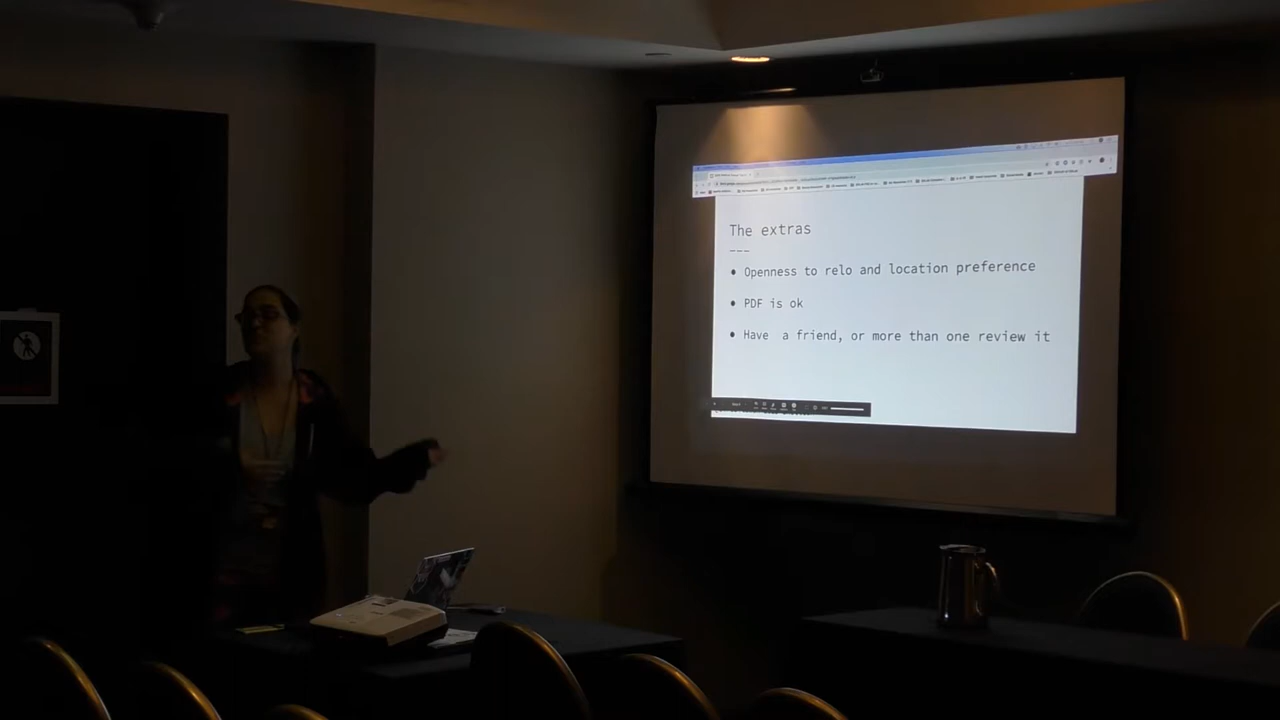 The extras
---
● Openness to relo and location preference
● PDF is ok
● Have a friend, or more than one review it